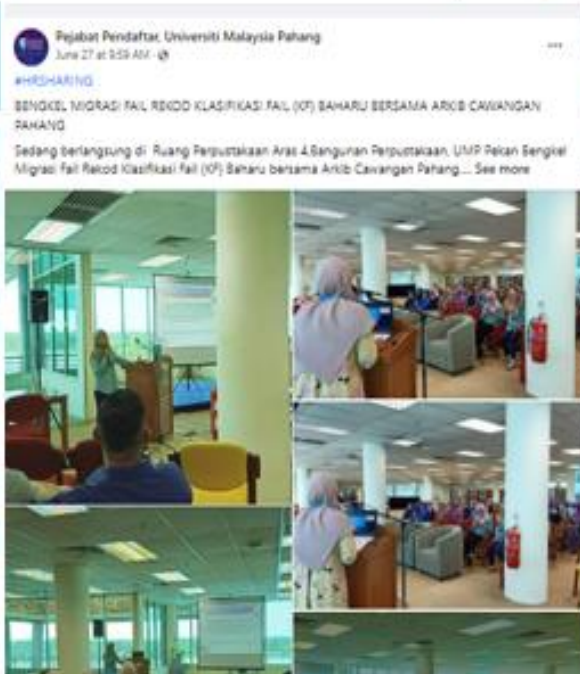 Pejabat Pendaftar, Universiti Malaysia Pahang
June 27 at 9:59 AM
#HRSHARING
BENGKEL MIGRASI FAIL REKOD KLASIFIKASI FAIL (KF) BAHARU BERSAMA ARKIB CAWANGAN
PAHANG
Sedang berlangsung di Ruang Perpustakaan Aras 4,Bangunan Perpustakaan, UMP Pekan Bengkel
Migrasi Fail Rekod Klasifikasi Fail (KF) Baharu bersama Arkib Cawangan Pahang.... See more